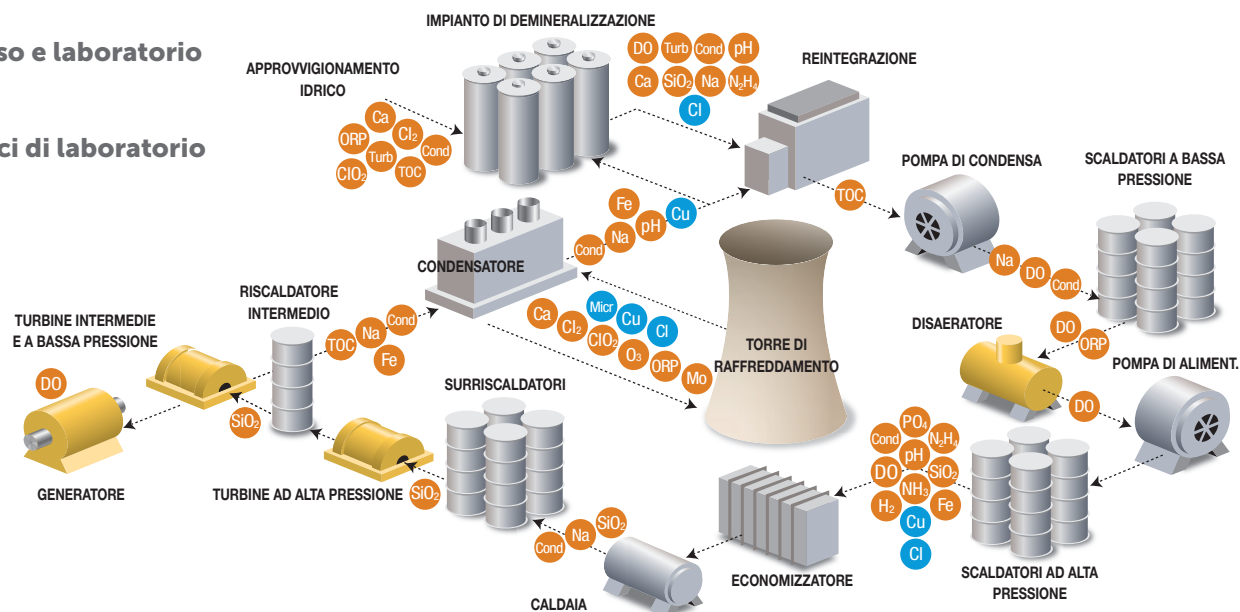 so e laboratorio
ci di laboratorio
IMPIANTO DI DEMINERALIZZAZIONE
APPROVVIGIONAMENTO
IDRICO
Ca
ORP
Cl₂
Turb
Cond
ClO₂
TOC
DO Turb Cond pH
Ca SiO₂ Na N₂H₄
Cl
REINTEGRAZIONE
TOC
POMPA DI CONDENSA
SCALDATORI A BASSA
PRESSIONE
Na
DO
Cond
DISAERATORE
DO
ORP
POMPA DI ALIMENT.
DO
CONDENSATORE
Fe
Cu
pH
Na
Cond
TORRE DI
RAFFREDDAMENTO
Micr
Ca
Cu
Cl₂
Cl
ClO₂
O₃
ORP
Mo
RISCALDATORE
INTERMEDIO
Cond
Na
TOC
Fe
TURBINE INTERMEDIE
E A BASSA PRESSIONE
DO
SiO₂
GENERATORE
TURBINE AD ALTA PRESSIONE
SiO₂
SURRISCALDATORI
SiO₂
Na
Cond
CALDAIA
ECONOMIZZATORE
PO₄
Cond
N₂H₄
pH
DO
SiO₂
NH₃
H₂
Fe
Cu
Cl
SCALDATORI AD ALTA
PRESSIONE